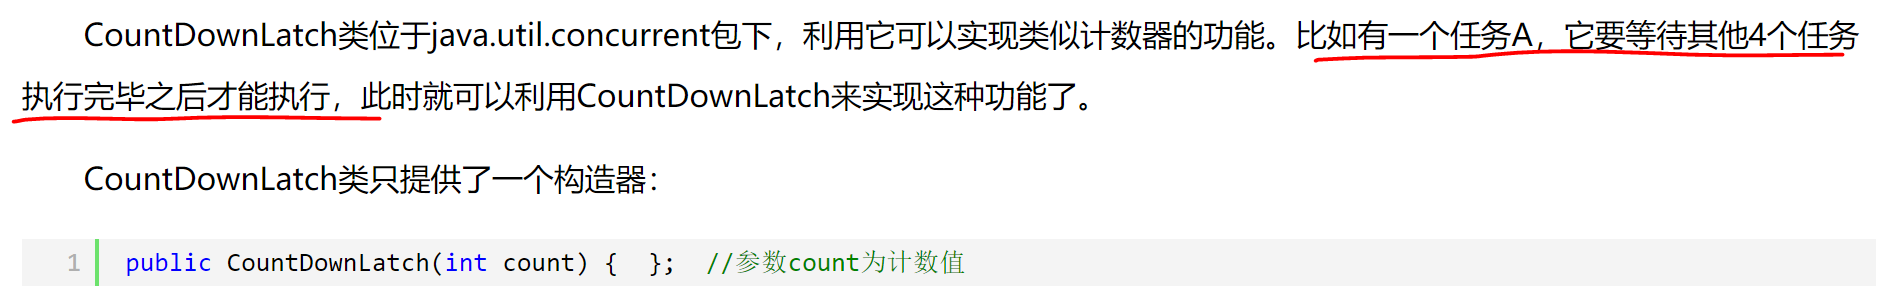 CountDownLatch类位于java.util.concurrent包下，利用它可以实现类似计数器的功能。比如有一个任务A，它要等待其他4个任务
执行完毕之后才能执行，此时就可以利用CountDownLatch来实现这种功能了。
CountDownLatch类只提供了一个构造器：
1 public CountDownLatch(int count) {  };  //参数count为计数值